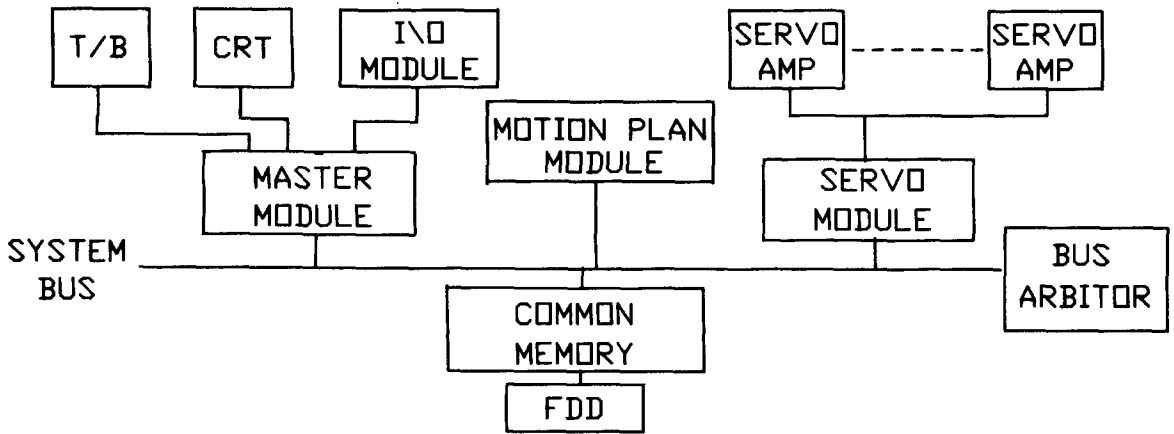 T/B
CRT
I\O
MODULE
SERVO
AMP
SERVO
AMP
MOTION PLAN
MODULE
MASTER
MODULE
SERVO
MODULE
SYSTEM
BUS
BUS
ARBITOR
COMMON
MEMORY
FDD